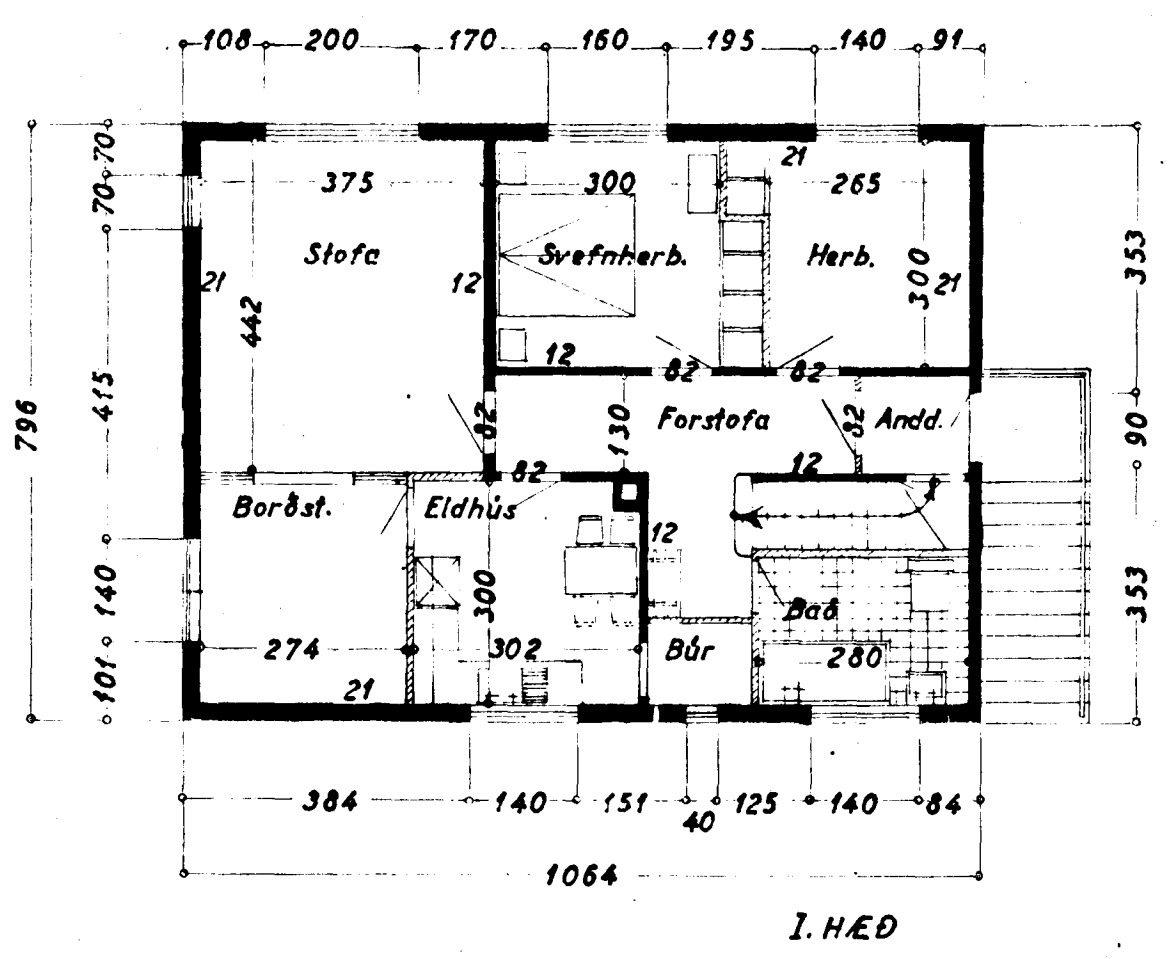 108 200 170 160 195 140 91
70
70
415
140
101
796
353
90
353
375
300
21
265
Stofa
Svefnherb.
Herb.
21
12
21
442
300
12
82
82
82
130
Forstofa
82
Andd.
82
12
Borðst.
Eldhús
12
300
Bað
274
302
Búr
280
21
384 140 151 40 125 140 84
1064
I. HÆÐ